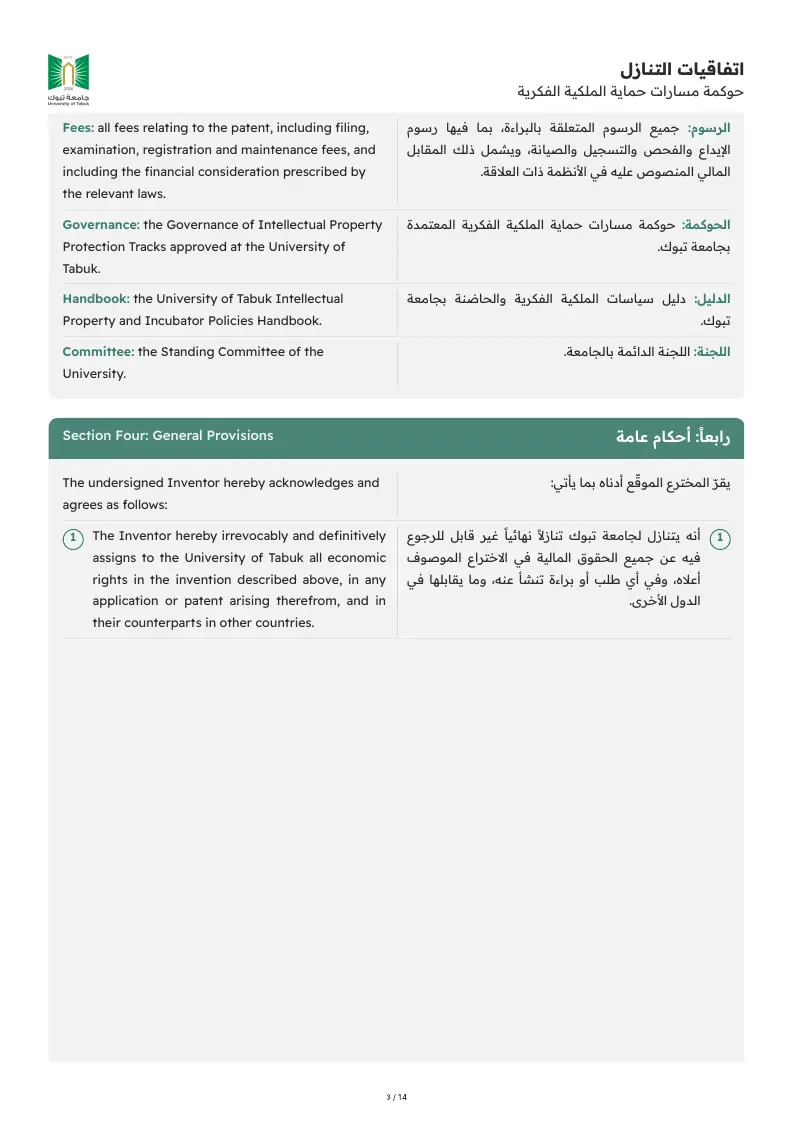 اتفاقيات التنازل
حوكمة مسارات حماية الملكية الفكرية
جامعة تبوك
University of Tabuk
Fees: all fees relating to the patent, including filing,
examination, registration and maintenance fees, and
including the financial consideration prescribed by
the relevant laws.
الرسوم: جميع الرسوم المتعلقة بالبراءة، بما فيها رسوم
الإيداع والفحص والتسجيل والصيانة، ويشمل ذلك المقابل
المالي المنصوص عليه في الأنظمة ذات العلاقة.
Governance: the Governance of Intellectual Property
Protection Tracks approved at the University of
Tabuk.
الحوكمة: حوكمة مسارات حماية الملكية الفكرية المعتمدة
بجامعة تبوك.
Handbook: the University of Tabuk Intellectual
Property and Incubator Policies Handbook.
الدليل: دليل سياسات الملكية الفكرية والحاضنة بجامعة
تبوك.
Committee: the Standing Committee of the
University.
اللجنة: اللجنة الدائمة بالجامعة.
Section Four: General Provisions
رابعاً: أحكام عامة
The undersigned Inventor hereby acknowledges and
agrees as follows:
يقرّ المخترع الموقّع أدناه بما يأتي:
1 The Inventor hereby irrevocably and definitively
assigns to the University of Tabuk all economic
rights in the invention described above, in any
application or patent arising therefrom, and in
their counterparts in other countries.
1 أنه يتنازل لجامعة تبوك تنازلاً نهائياً غير قابل للرجوع
فيه عن جميع الحقوق المالية في الاختراع الموصوف
أعلاه، وفي أي طلب أو براءة تنشأ عنه، وما يقابلها في
الدول الأخرى.
3 / 14